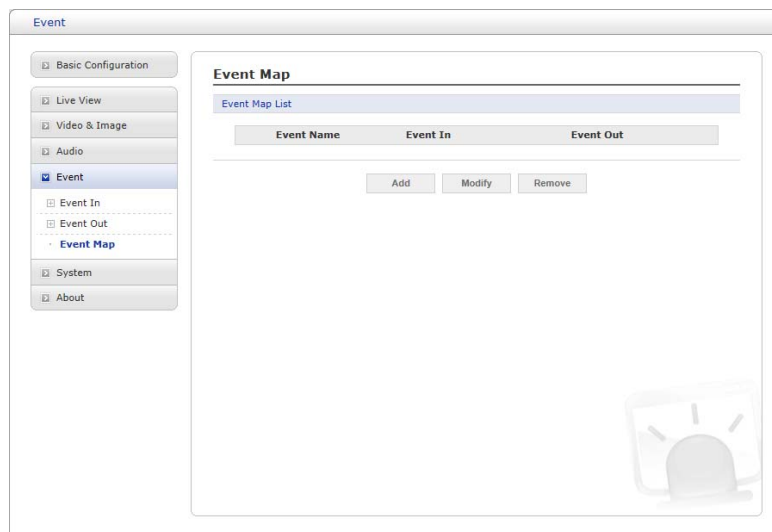 Event
Basic Configuration
Live View
Video & Image
Audio
Event
Event In
Event Out
Event Map
System
About
Event Map
Event Map List
Event Name Event In Event Out
Add Modify Remove